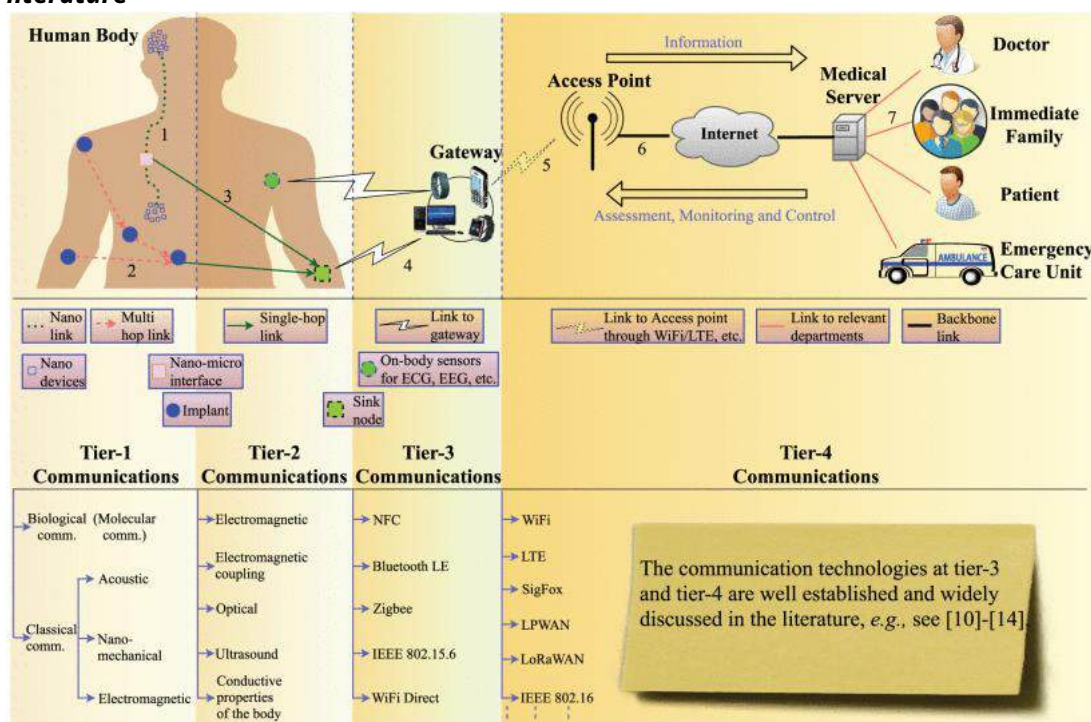 literature
Human Body
Information
Doctor
Medical
Server
Access Point
Immediate
Family
Internet
Gateway
Patient
Assessment, Monitoring and Control
Emergency
Care Unit
AMBULANCE
1
2
3
4
5
6
7
Nano
link
Multi
hop link
Single-hop
link
Link to
gateway
Link to Access point
through WiFi/LTE, etc.
Link to relevant
departments
Backbone
link
Nano
devices
Nano-micro
interface
On-body sensors
for ECG, EEG, etc.
Implant
Sink
node
Tier-1
Communications
Tier-2
Communications
Tier-3
Communications
Tier-4
Communications
Biological (Molecular
comm. comm.)
Acoustic
Classical
comm.
Nano-
mechanical
Electromagnetic
Electromagnetic
Electromagnetic
coupling
Optical
Ultrasound
Conductive
properties
of the body
NFC
Bluetooth LE
Zigbee
IEEE 802.15.6
WiFi Direct
WiFi
LTE
SigFox
LPWAN
LoRaWAN
IEEE 802.16
The communication technologies at tier-3
and tier-4 are well established and widely
discussed in the literature, e.g., see [10]-[14].